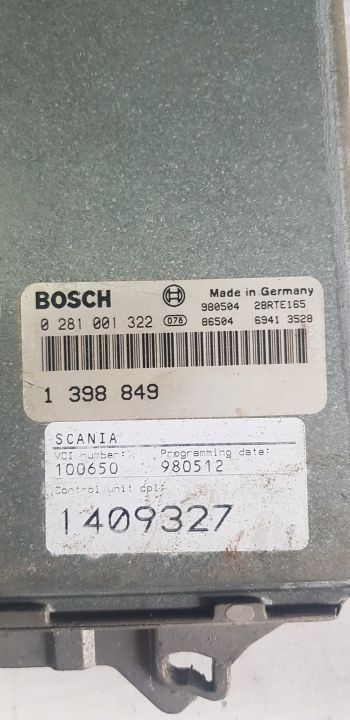 BOSCH Made in Germany
980504 28RTE165
0 281 001 322 078 86504 6941 3528
1 398 849
SCANIA
VCI number: Programming date:
100650 980512
Control unit cpl:
1409327